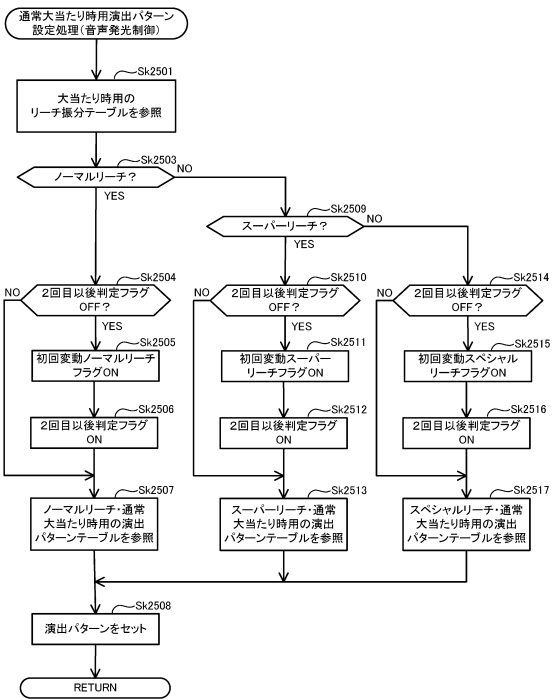 通常大当たり時用演出パターン
設定処理(音声発光制御)
Sk2501
大当たり時用の
リーチ振分テーブルを参照
Sk2503
ノーマルリーチ?
NO
YES
Sk2509
スーパーリーチ?
NO
YES
Sk2504
NO
2回目以後判定フラグ
OFF?
YES
Sk2510
NO
2回目以後判定フラグ
OFF?
YES
Sk2514
NO
2回目以後判定フラグ
OFF?
YES
Sk2505
初回変動ノーマルリーチ
フラグON
Sk2511
初回変動スーパー
リーチフラグON
Sk2515
初回変動スペシャル
リーチフラグON
Sk2506
2回目以後判定フラグ
ON
Sk2512
2回目以後判定フラグ
ON
Sk2516
2回目以後判定フラグ
ON
Sk2507
ノーマルリーチ・通常
大当たり時用の演出
パターンテーブルを参照
Sk2513
スーパーリーチ・通常
大当たり時用の演出
パターンテーブルを参照
Sk2517
スペシャルリーチ・通常
大当たり時用の演出
パターンテーブルを参照
Sk2508
演出パターンをセット
RETURN